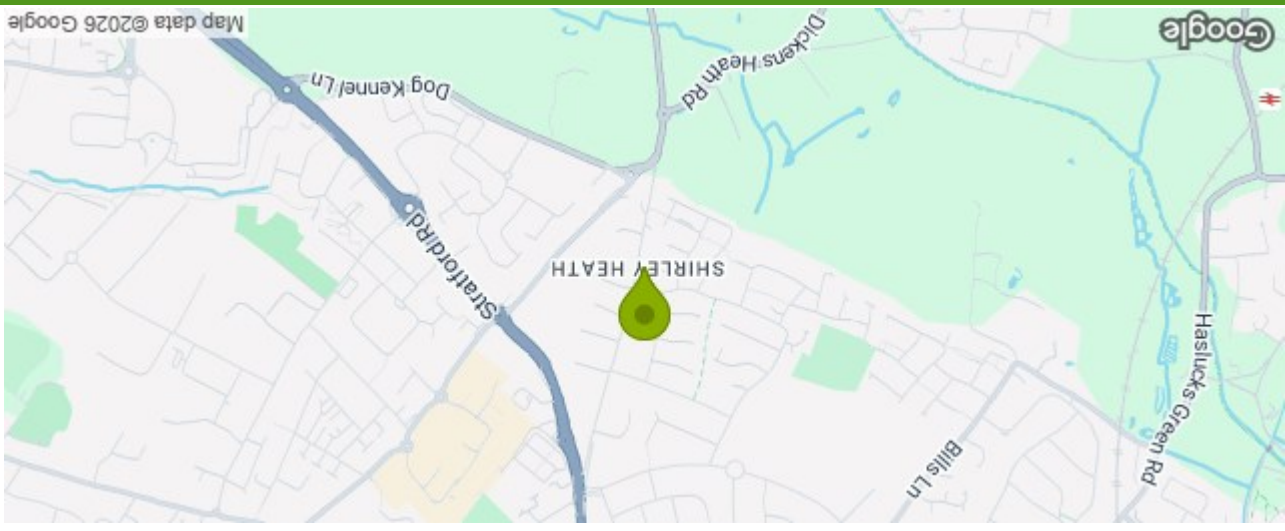 Map data ©2026 Google
Google
Dog Kennel Ln
Dickens Heath Rd
Stratford Rd
SHIRLEY HEATH
Haslucks Green Rd
Bills Ln